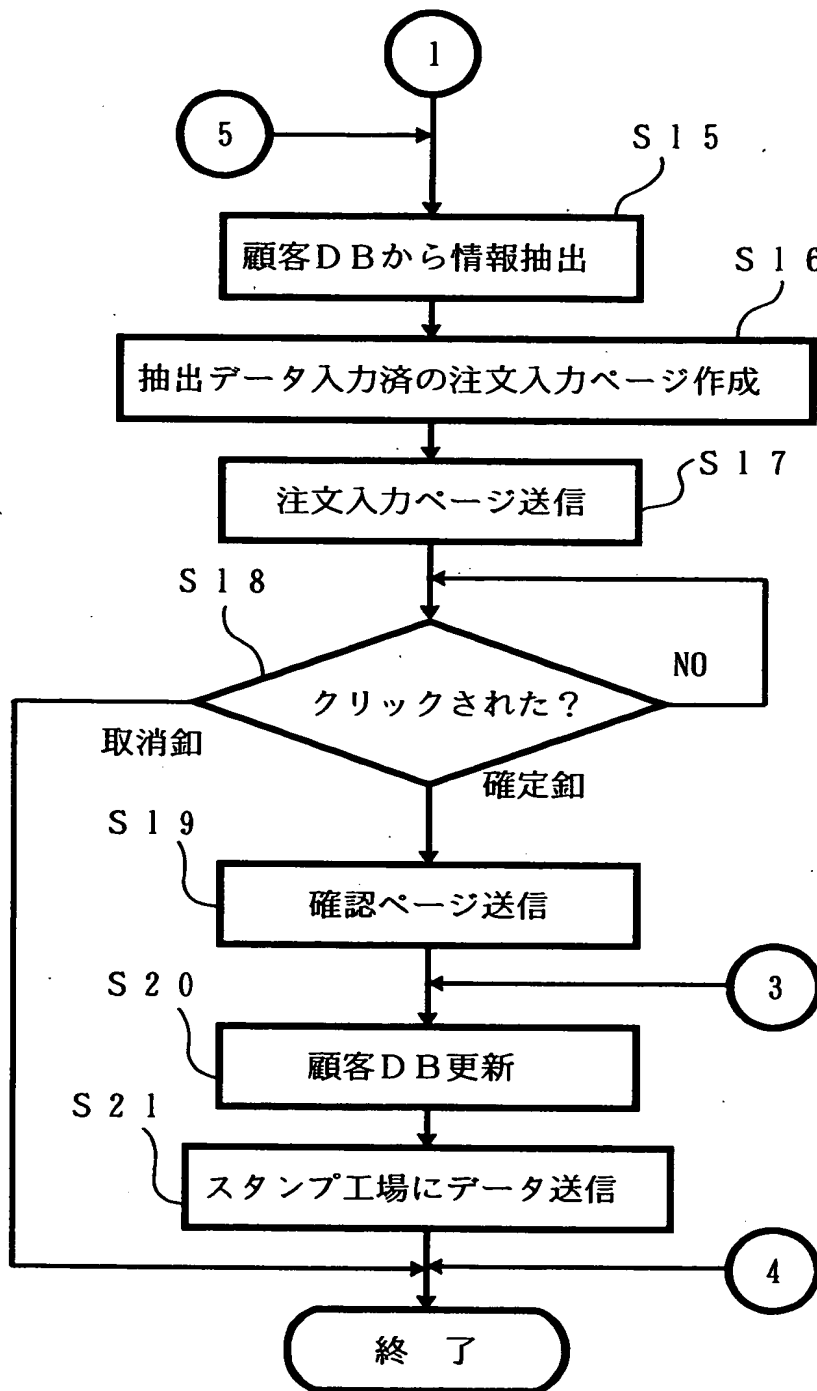 1
5
S15
顧客DBから情報抽出
S16
抽出データ入力済の注文入力ページ作成
S17
注文入力ページ送信
S18
クリックされた?
NO
取消釦
確定釦
S19
確認ページ送信
3
S20
顧客DB更新
S21
スタンプ工場にデータ送信
4
終 了